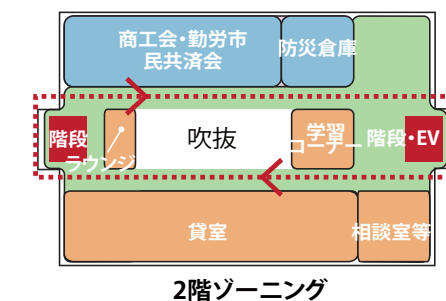 商工会・勤労市
民共済会
防災倉庫
階段
ラウンジ
吹抜
学習
コーナー
階段・EV
貸室
相談室等
2階ゾーニング